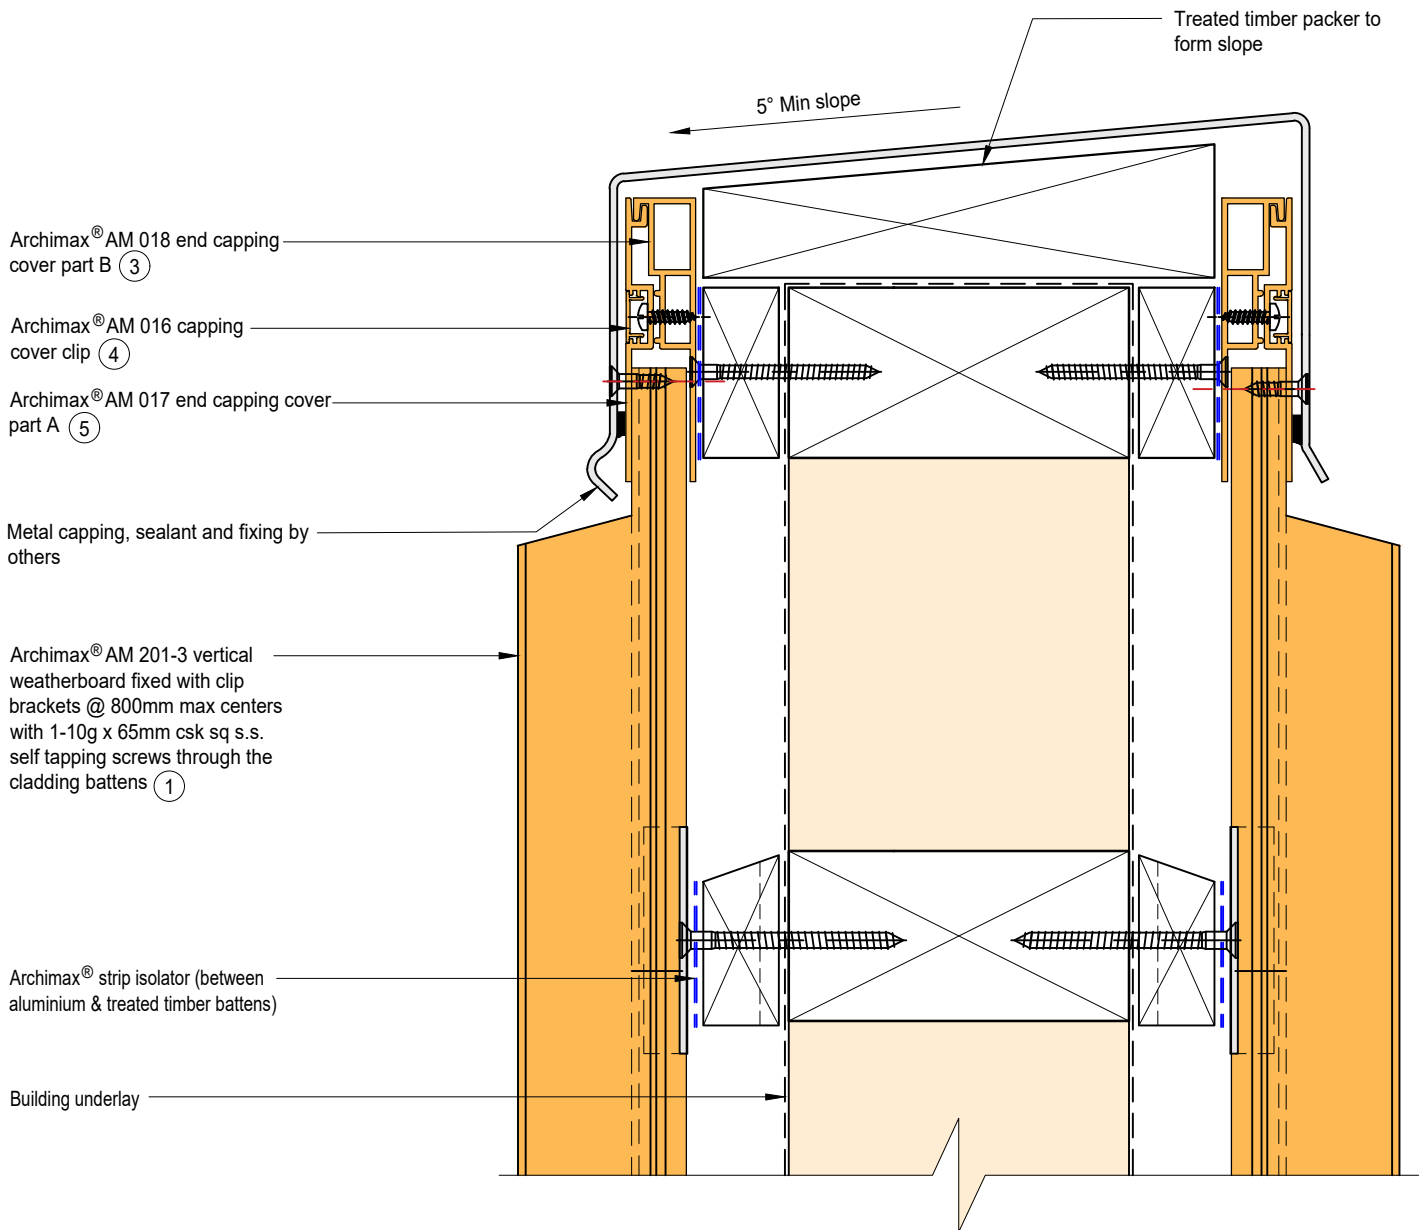 Treated timber packer to
form slope
5° Min slope
Archimax® AM 018 end capping
cover part B 3
Archimax® AM 016 capping
cover clip 4
Archimax® AM 017 end capping cover
part A 5
Metal capping, sealant and fixing by
others
Archimax® AM 201-3 vertical
weatherboard fixed with clip
brackets @ 800mm max centers
with 1-10g x 65mm csk sq s.s.
self tapping screws through the
cladding battens 1
Archimax® strip isolator (between
aluminium & treated timber battens)
Building underlay